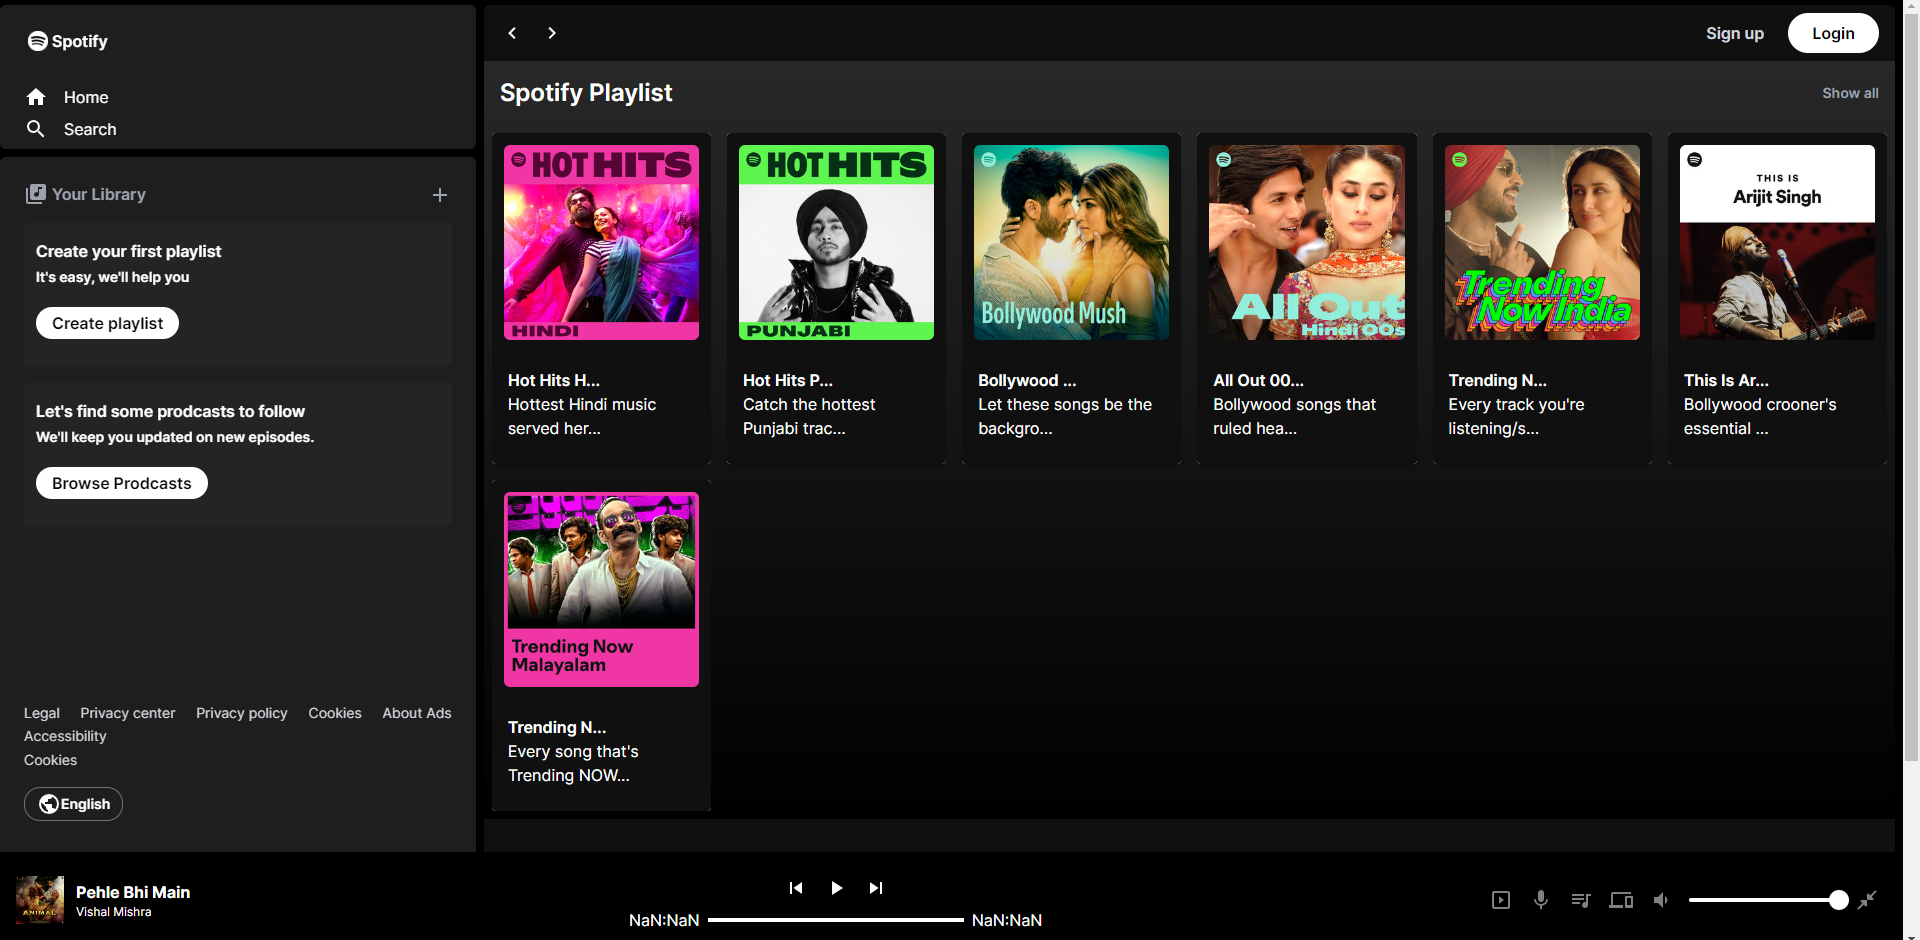 Spotify
Home
Search
Your Library
Create your first playlist
It's easy, we'll help you
Create playlist
Let's find some prodcasts to follow
We'll keep you updated on new episodes.
Browse Prodcasts
Legal Privacy center Privacy policy Cookies About Ads
Accessibility
Cookies
English
Sign up
Login
Spotify Playlist
Show all
HOT HITS
HINDI
Hot Hits H...
Hottest Hindi music
served her...
HOT HITS
PUNJABI
Hot Hits P...
Catch the hottest
Punjabi trac...
Bollywood Mush
Bollywood ...
Let these songs be the
backgro...
All Out
Hindi 00s
All Out 00...
Bollywood songs that
ruled hea...
Trending
Now India
Trending N...
Every track you're
listening/s...
THIS IS
Arijit Singh
This Is Ar...
Bollywood crooner's
essential ...
Trending Now
Malayalam
Trending N...
Every song that's
Trending NOW...
ANIMAL
Pehle Bhi Main
Vishal Mishra
NaN:NaN
NaN:NaN